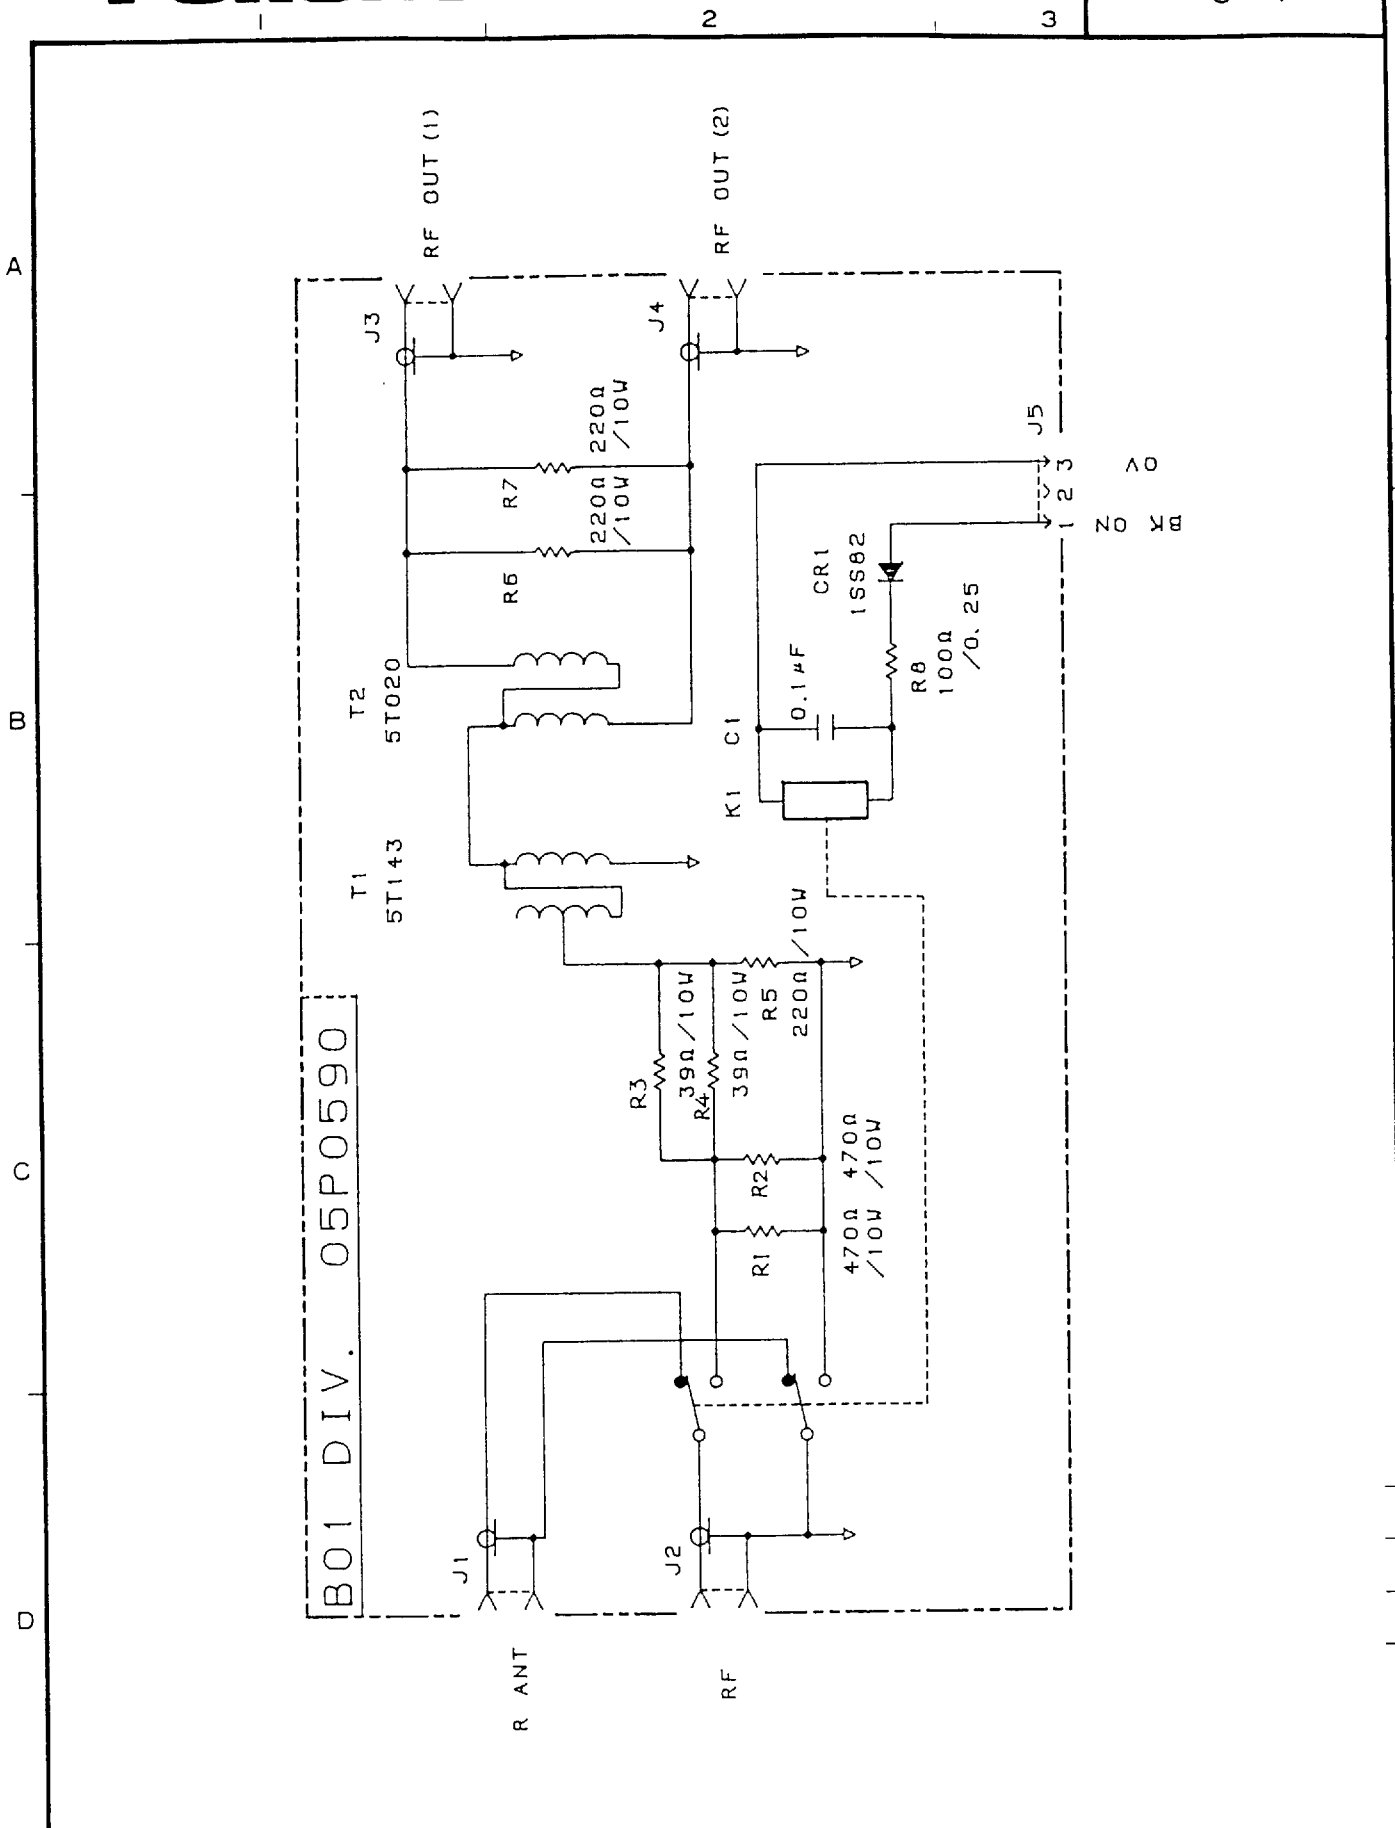 2
3
A
B
C
D
B01 DIV. 05P0590
R ANT
RF
J1
J2
R1
470Ω
/10W
R2
470Ω
/10W
R3
39Ω/10W
R4
39Ω/10W
R5
220Ω/10W
T1
5T143
T2
5T020
R6
220Ω
/10W
R7
220Ω
/10W
J3
RF OUT(1)
J4
RF OUT(2)
K1
C1
0.1μF
R8
100Ω
/0.25
CR1
1SS82
J5
1
2
3
BK ON
0V